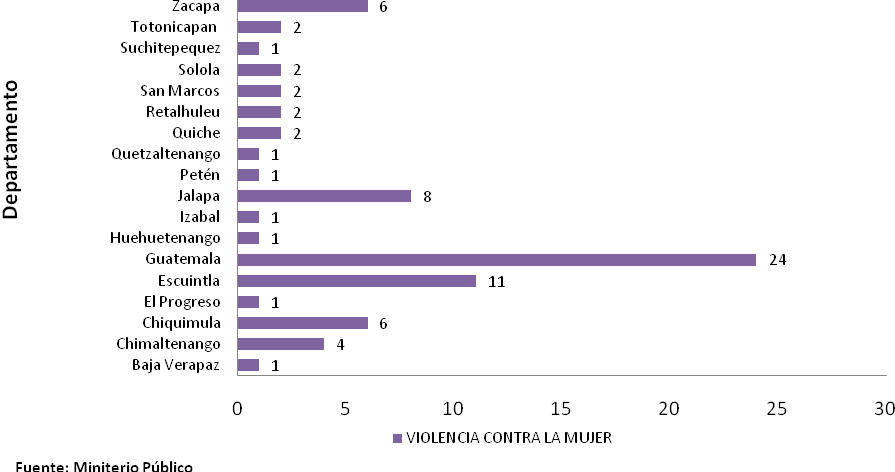 Departamento
Zacapa 6
Totonicapan 2
Suchitepequez 1
Solola 2
San Marcos 2
Retalhuleu 2
Quiche 2
Quetzaltenango 1
Petén 1
Jalapa 8
Izabal 1
Huehuetenango 1
Guatemala 24
Escuintla 11
El Progreso 1
Chiquimula 6
Chimaltenango 4
Baja Verapaz 1
0 5 10 15 20 25 30
VIOLENCIA CONTRA LA MUJER
Fuente: Miniterio Público